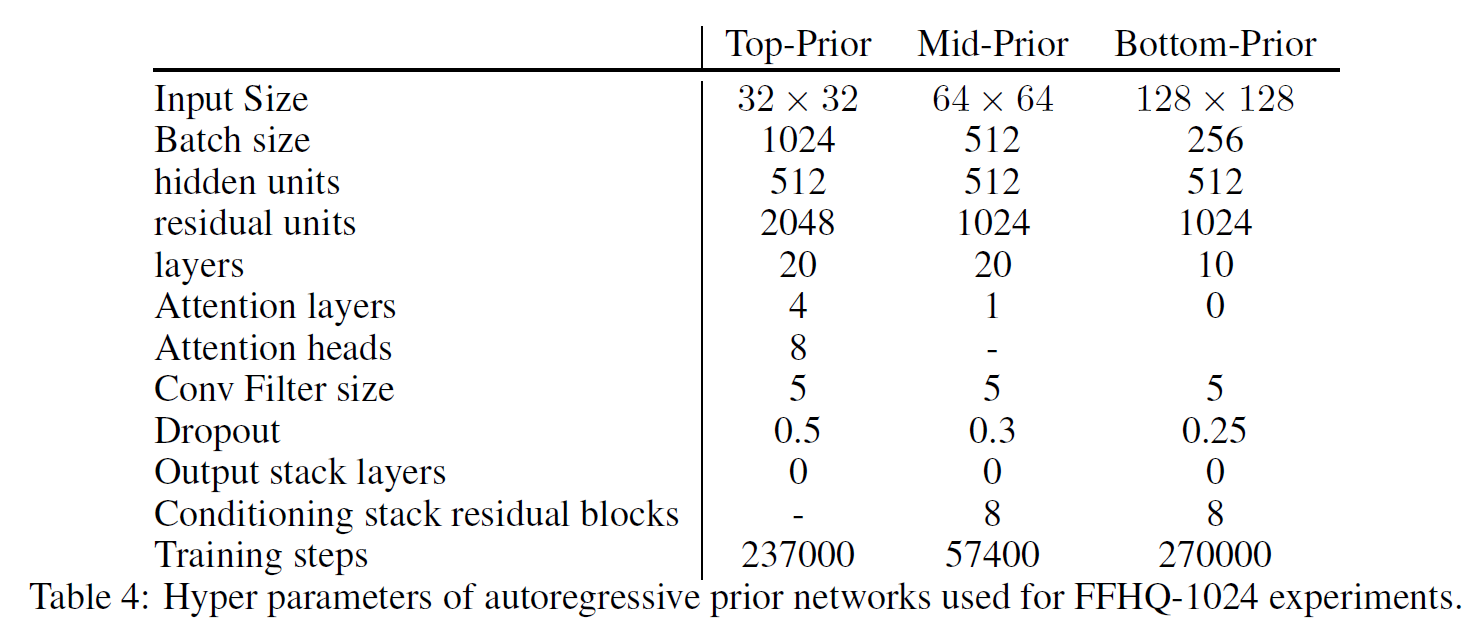 Top-Prior Mid-Prior Bottom-Prior
Input Size 32 × 32 64 × 64 128 × 128
Batch size 1024 512 256
hidden units 512 512 512
residual units 2048 1024 1024
layers 20 20 10
Attention layers 4 1 0
Attention heads 8 -
Conv Filter size 5 5 5
Dropout 0.5 0.3 0.25
Output stack layers 0 0 0
Conditioning stack residual blocks - 8 8
Training steps 237000 57400 270000
Table 4: Hyper parameters of autoregressive prior networks used for FFHQ-1024 experiments.